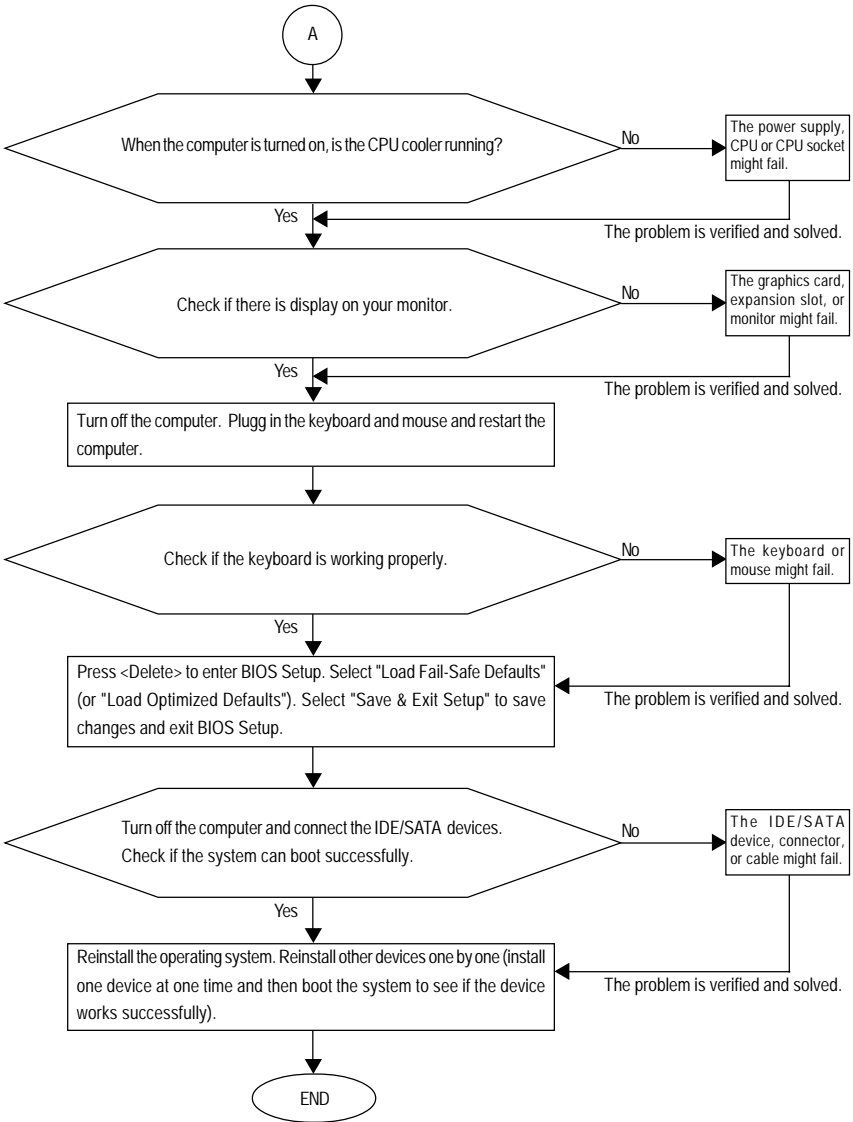 A
When the computer is turned on, is the CPU cooler running?
No
The power supply,
CPU or CPU socket
might fail.
Yes
The problem is verified and solved.
Check if there is display on your monitor.
No
The graphics card,
expansion slot, or
monitor might fail.
Yes
The problem is verified and solved.
Turn off the computer. Plugg in the keyboard and mouse and restart the
computer.
Check if the keyboard is working properly.
No
The keyboard or
mouse might fail.
Yes
The problem is verified and solved.
Press <Delete> to enter BIOS Setup. Select "Load Fail-Safe Defaults"
(or "Load Optimized Defaults"). Select "Save & Exit Setup" to save
changes and exit BIOS Setup.
Turn off the computer and connect the IDE/SATA devices.
Check if the system can boot successfully.
No
The IDE/SATA
device, connector,
or cable might fail.
Yes
The problem is verified and solved.
Reinstall the operating system. Reinstall other devices one by one (install
one device at one time and then boot the system to see if the device
works successfully).
END